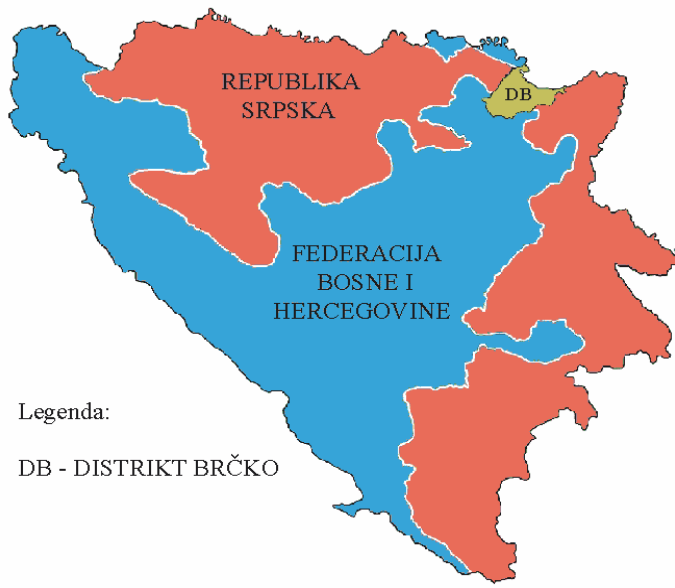 REPUBLIKA
SRPSKA
DB
FEDERACIJA
BOSNE I
HERCEGOVINE
Legenda:
DB - DISTRIKT BRČKO